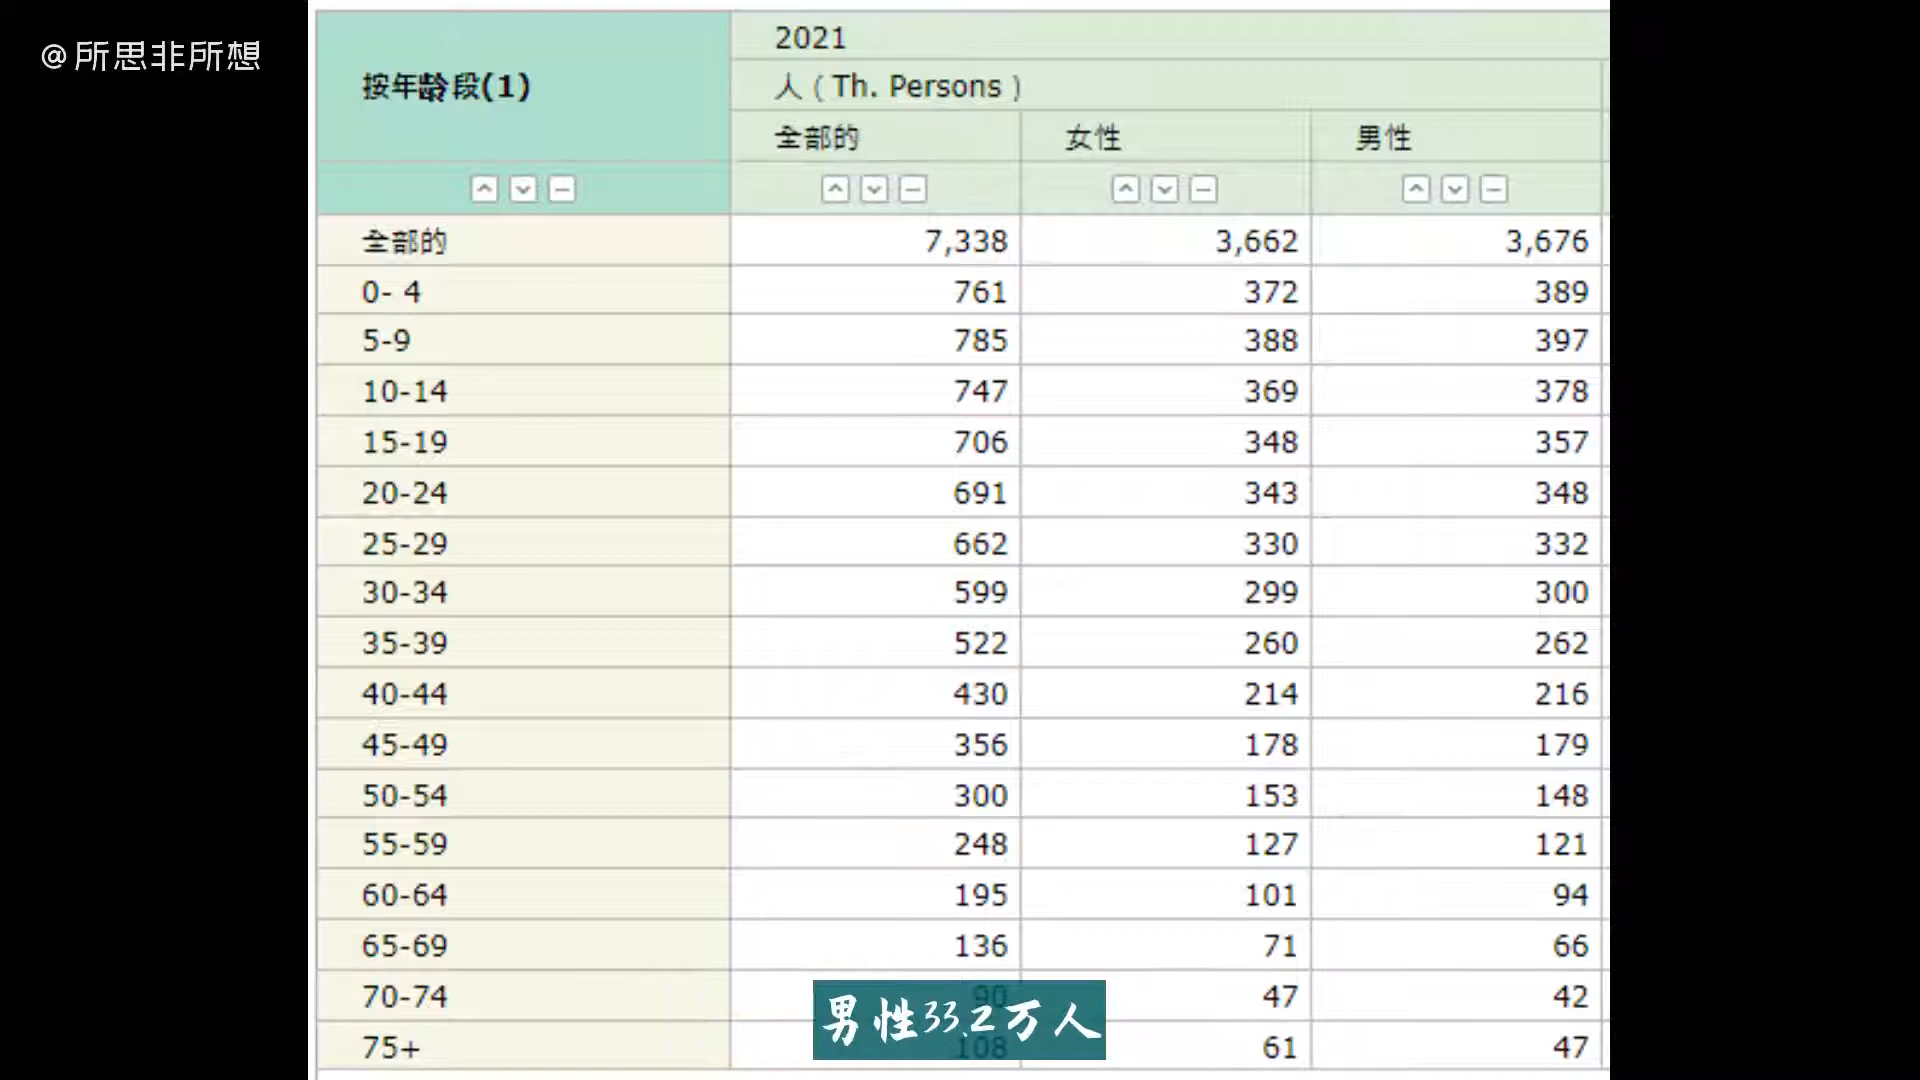 @所思非所想
按年龄段(1)
2021
人（Th. Persons）
全部的 女性 男性
全部的 7,338 3,662 3,676
0- 4 761 372 389
5-9 785 388 397
10-14 747 369 378
15-19 706 348 357
20-24 691 343 348
25-29 662 330 332
30-34 599 299 300
35-39 522 260 262
40-44 430 214 216
45-49 356 178 179
50-54 300 153 148
55-59 248 127 121
60-64 195 101 94
65-69 136 71 66
70-74 90 47 42
75+ 108 61 47
男性33.2万人